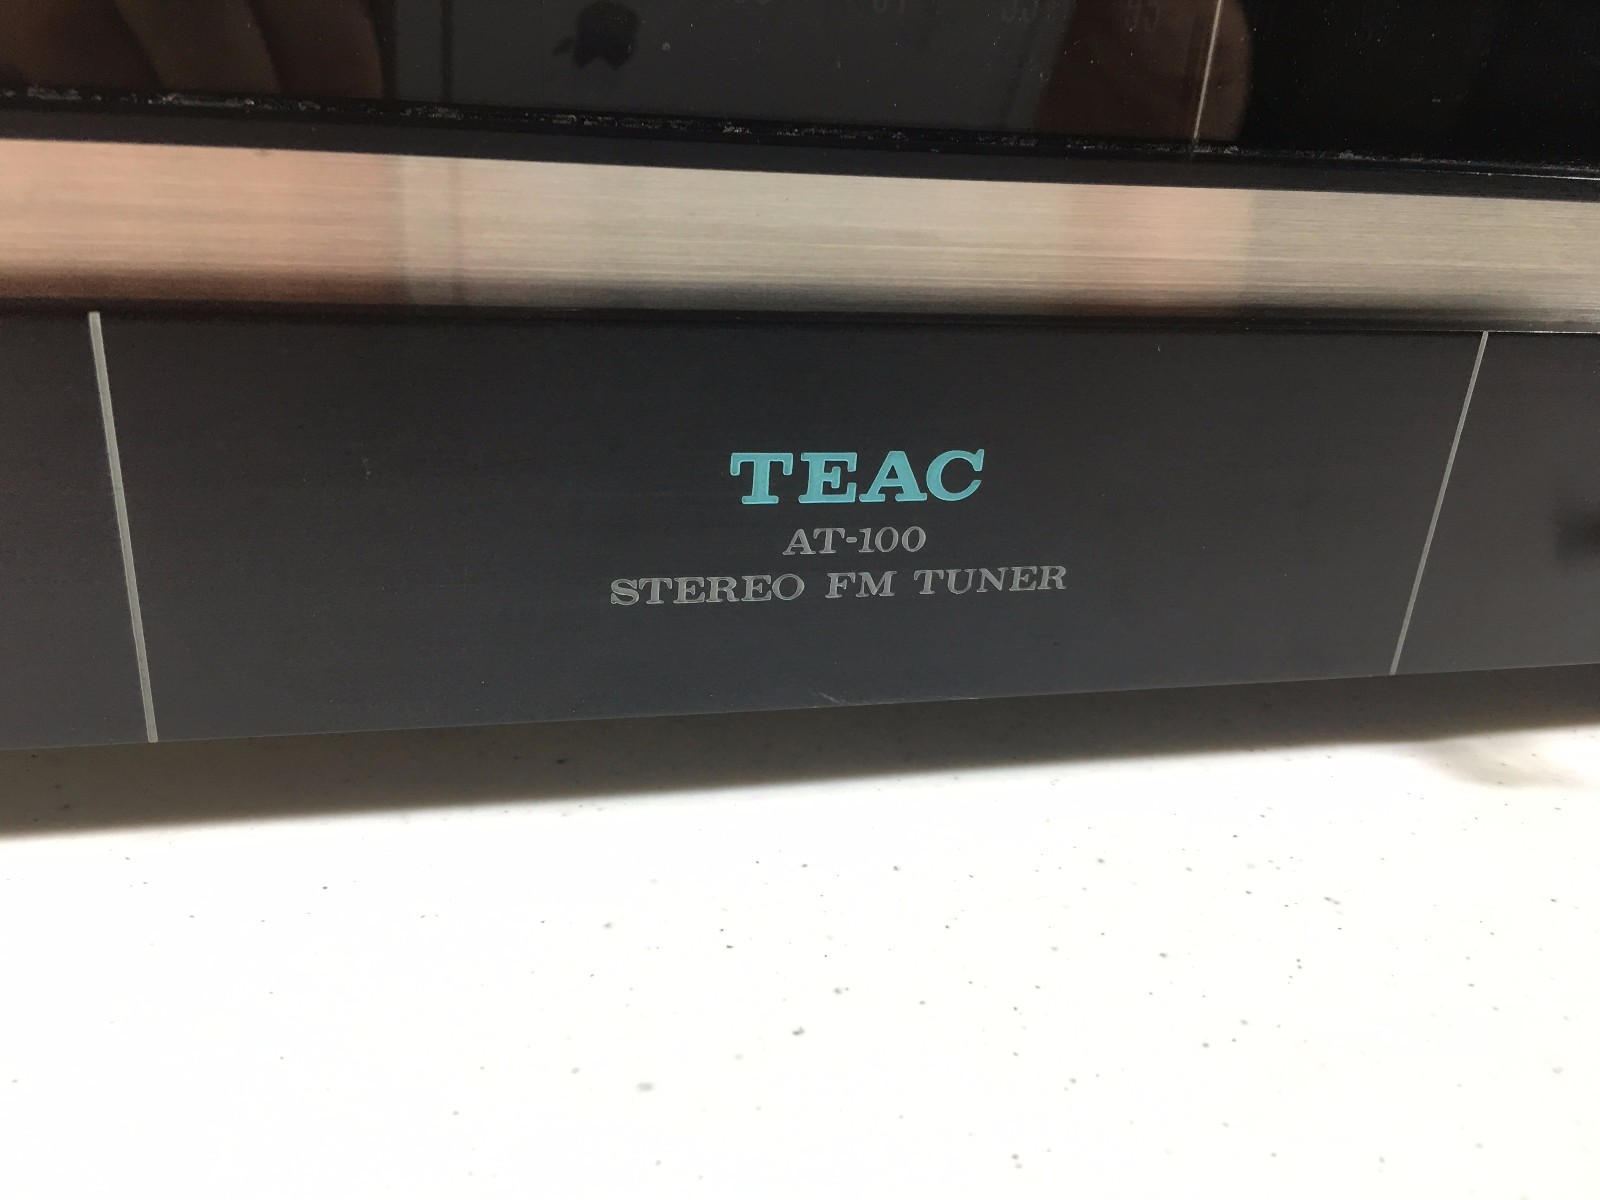 TEAC
AT-100
STEREO FM TUNER